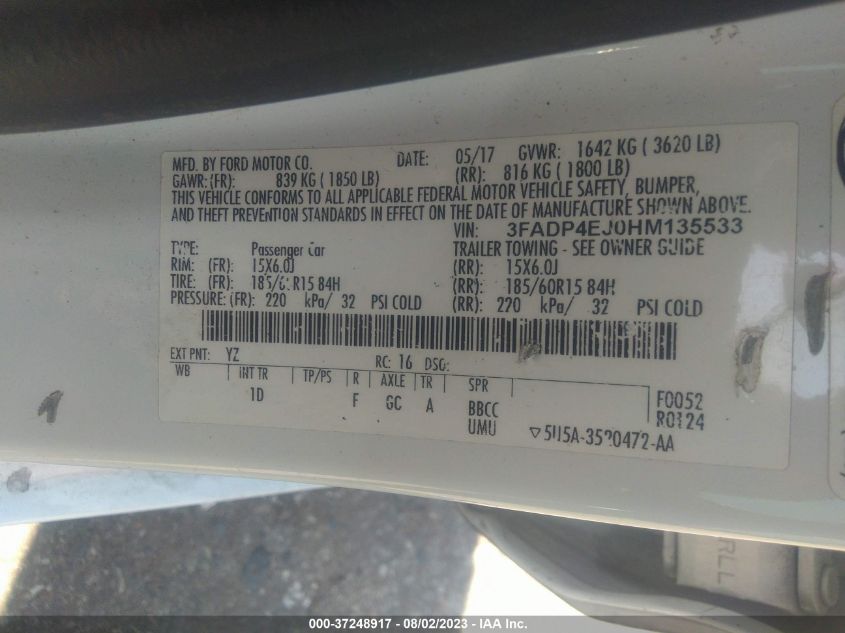 MFD. BY FORD MOTOR CO. DATE: 05/17 GVWR: 1642 KG ( 3620 LB)
GAWR: (FR): 839 KG ( 1850 LB) (RR): 816 KG ( 1800 LB)
THIS VEHICLE CONFORMS TO ALL APPLICABLE FEDERAL MOTOR VEHICLE SAFETY, BUMPER,
AND THEFT PREVENTION STANDARDS IN EFFECT ON THE DATE OF MANUFACTURE SHOWN ABOVE.
VIN: 3FADP4EJ0HM135533
TYPE: Passenger Car TRAILER TOWING - SEE OWNER GUIDE
RIM: (FR) 15X6.0J (RR): 15X6.0J
TIRE: (FR) 185/60R15 84H (RR): 185/60R15 84H
PRESSURE: (FR): 220 kPa/ 32 PSI COLD (RR): 220 kPa/ 32 PSI COLD
EXT PNT: YZ RC: 16 DSO:
WB INT TR TP/PS R AXLE TR SPR
1D F GC A BBCC F0052
UMU R0124
5U5A-3520472-AA
RLL
000-37248917 - 08/02/2023 - IAA Inc.